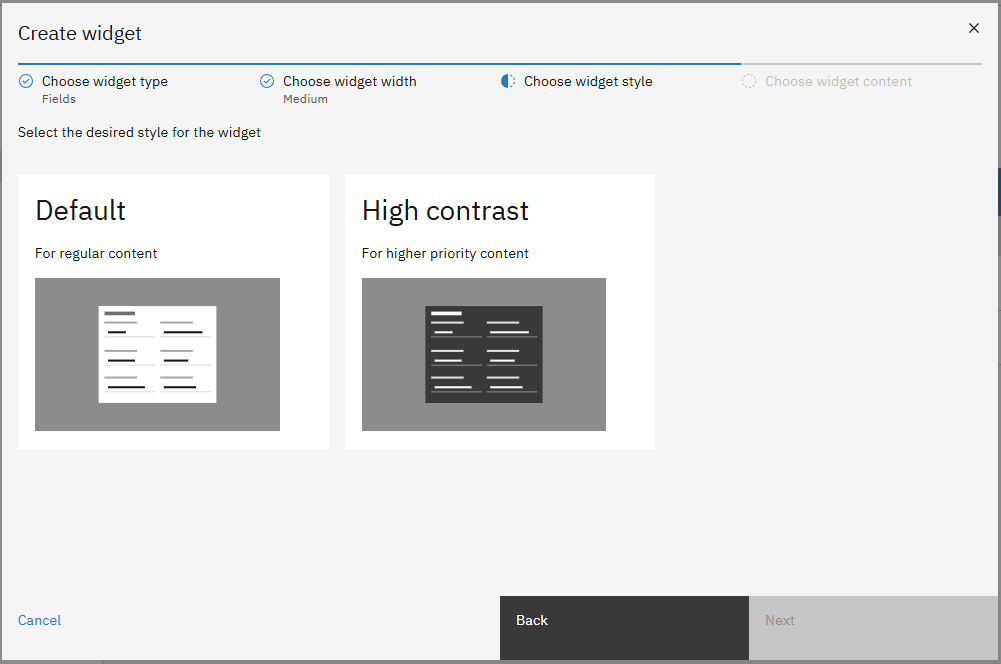 Create widget
Choose widget type
Fields
Choose widget width
Medium
Choose widget style
Choose widget content
Select the desired style for the widget
Default
For regular content
High contrast
For higher priority content
Cancel
Back
Next